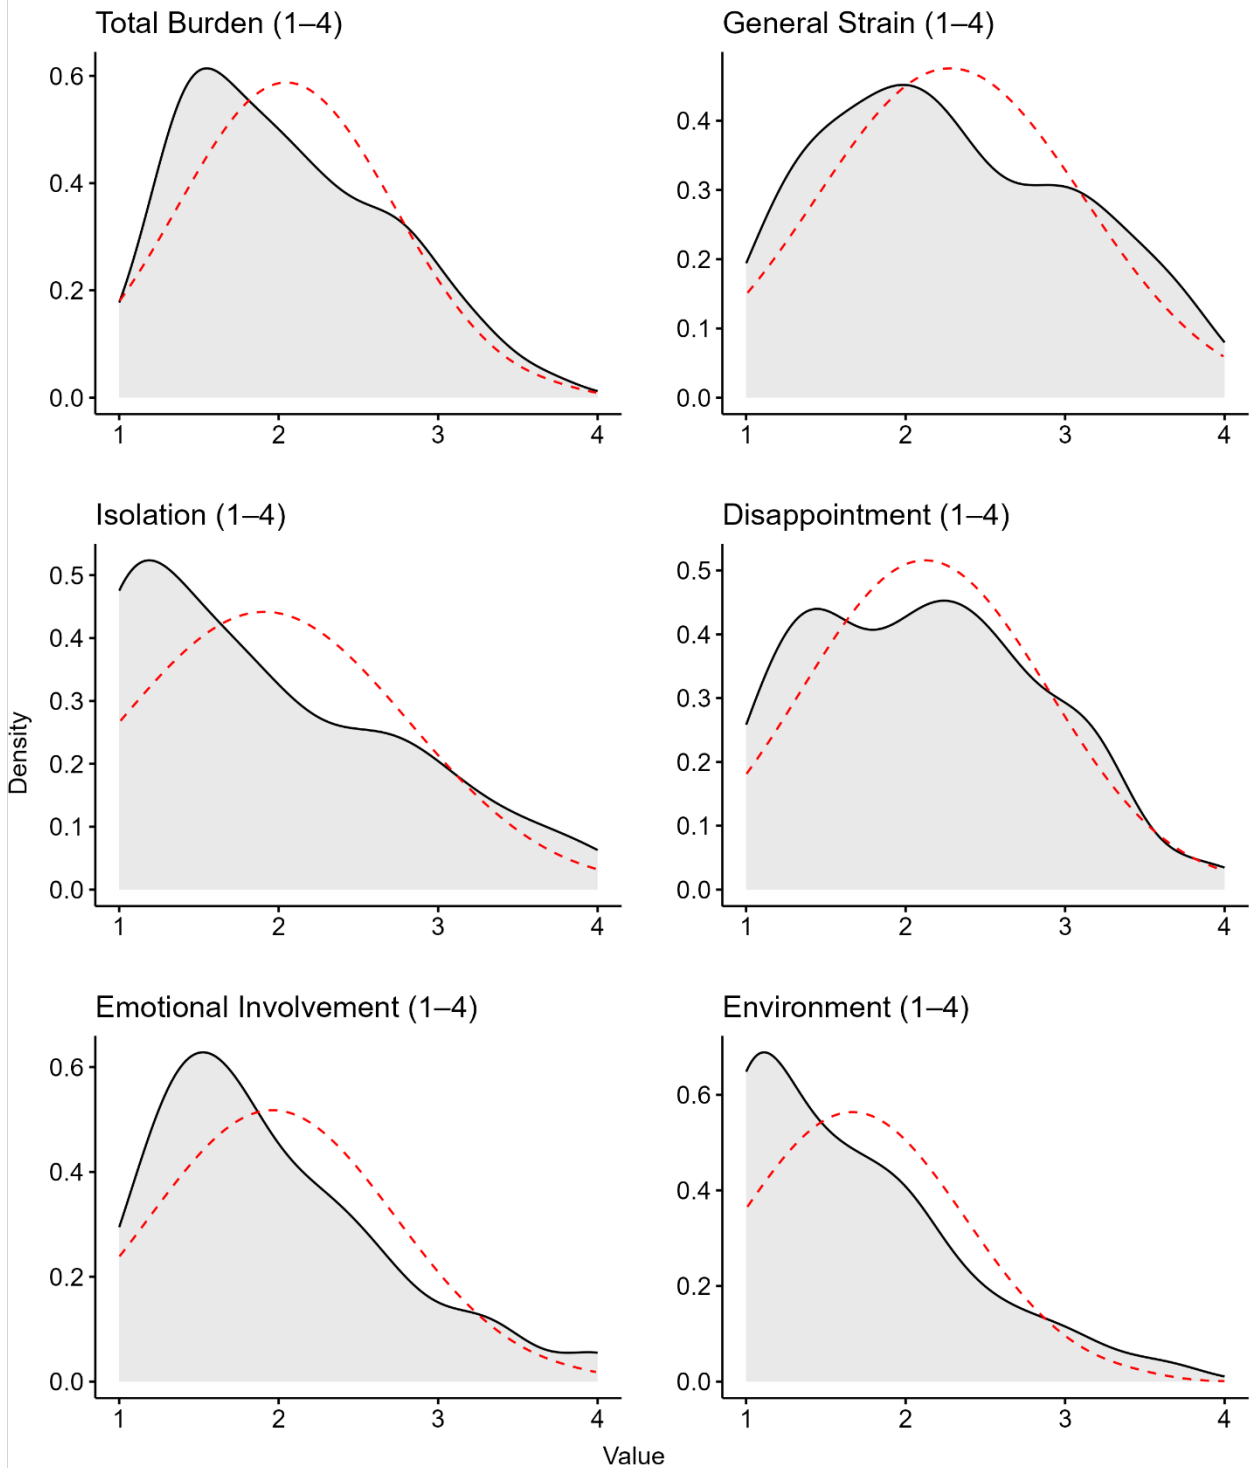 Total Burden (1–4)
General Strain (1–4)
0.6
0.4
0.2
0.0
1 2 3 4
0.4
0.3
0.2
0.1
0.0
1 2 3 4
Isolation (1–4)
Disappointment (1–4)
Density
0.5
0.4
0.3
0.2
0.1
0.0
1 2 3 4
0.5
0.4
0.3
0.2
0.1
0.0
1 2 3 4
Emotional Involvement (1–4)
Environment (1–4)
0.6
0.4
0.2
0.0
1 2 3 4
0.6
0.4
0.2
0.0
1 2 3 4
Value